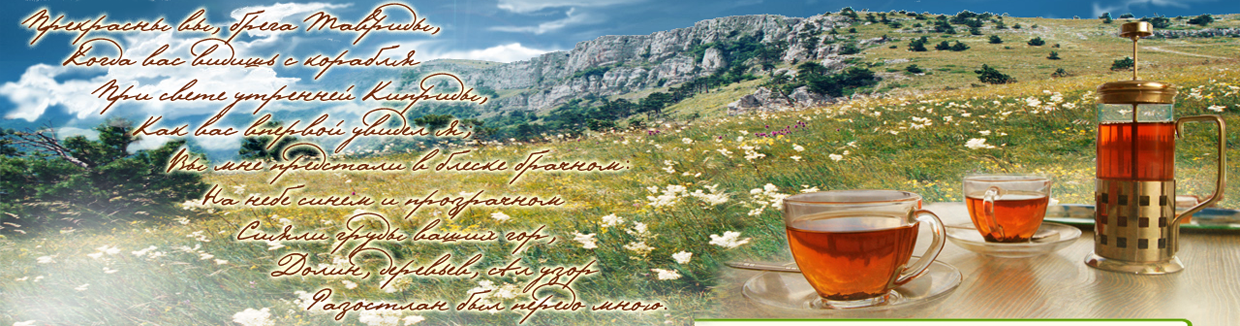 Прекрасны вы, брега Тавриды,
Когда вас видишь с корабля
При свете утренней Киприды,
Как вас впервой увидел я;
Вы мне предстали в блеске брачном:
На небе синем и прозрачном
Сияли груды ваших гор,
Долин, деревьев, сёл узор
Разостлан был передо мною.